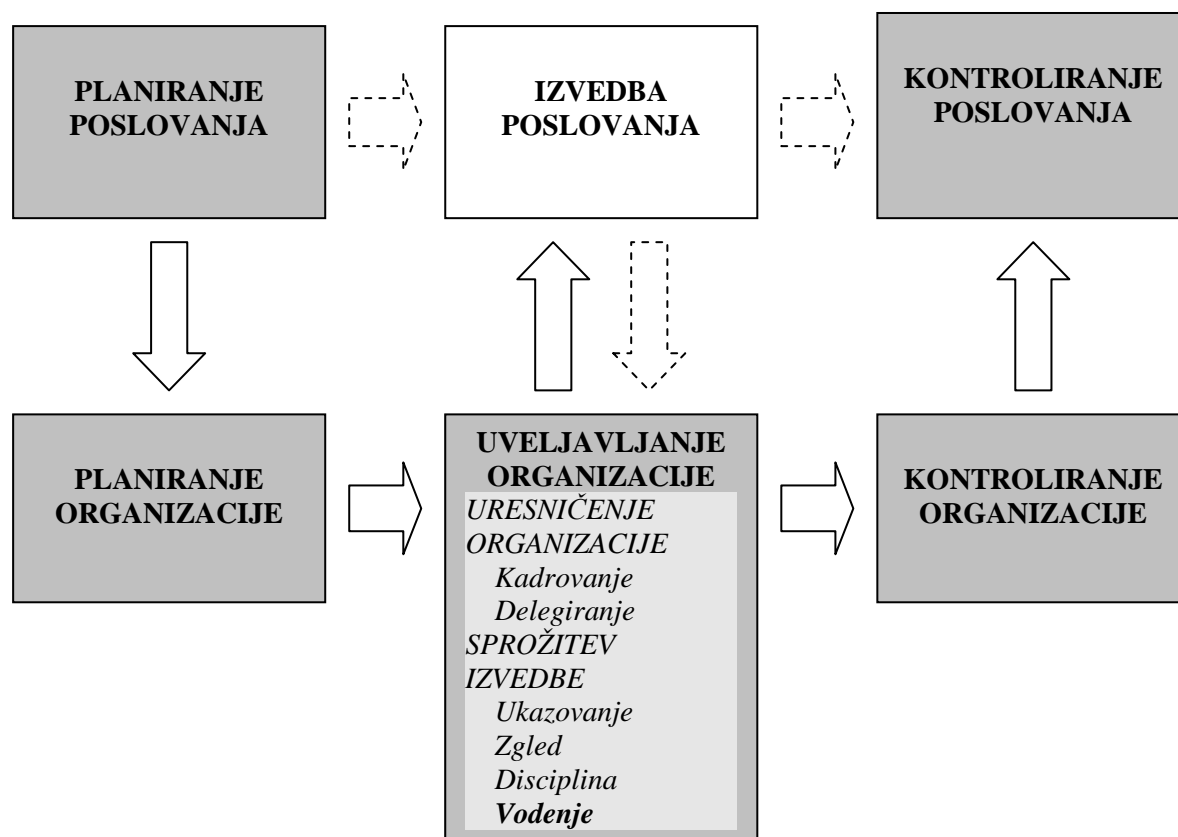 PLANIRANJE
POSLOVANJA
IZVEDBA
POSLOVANJA
KONTROLIRANJE
POSLOVANJA
PLANIRANJE
ORGANIZACIJE
UVELJAVLJANJE
ORGANIZACIJE
URESNIČENJE
ORGANIZACIJE
Kadrovanje
Delegiranje
SPROŽITEV
IZVEDBE
Ukazovanje
Zgled
Disciplina
Vodenje
KONTROLIRANJE
ORGANIZACIJE